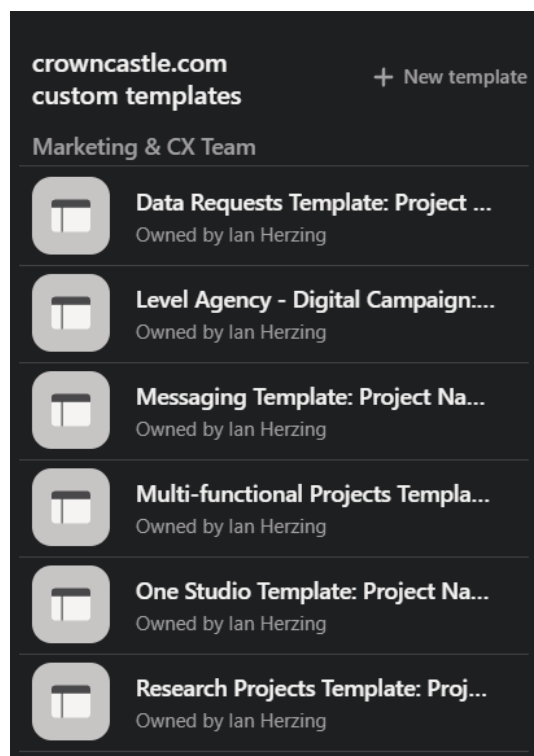 crowncastle.com
custom templates
+ New template
Marketing & CX Team
Data Requests Template: Project ...
Owned by Ian Herzing
Level Agency - Digital Campaign:...
Owned by Ian Herzing
Messaging Template: Project Na...
Owned by Ian Herzing
Multi-functional Projects Templa...
Owned by Ian Herzing
One Studio Template: Project Na...
Owned by Ian Herzing
Research Projects Template: Proj...
Owned by Ian Herzing